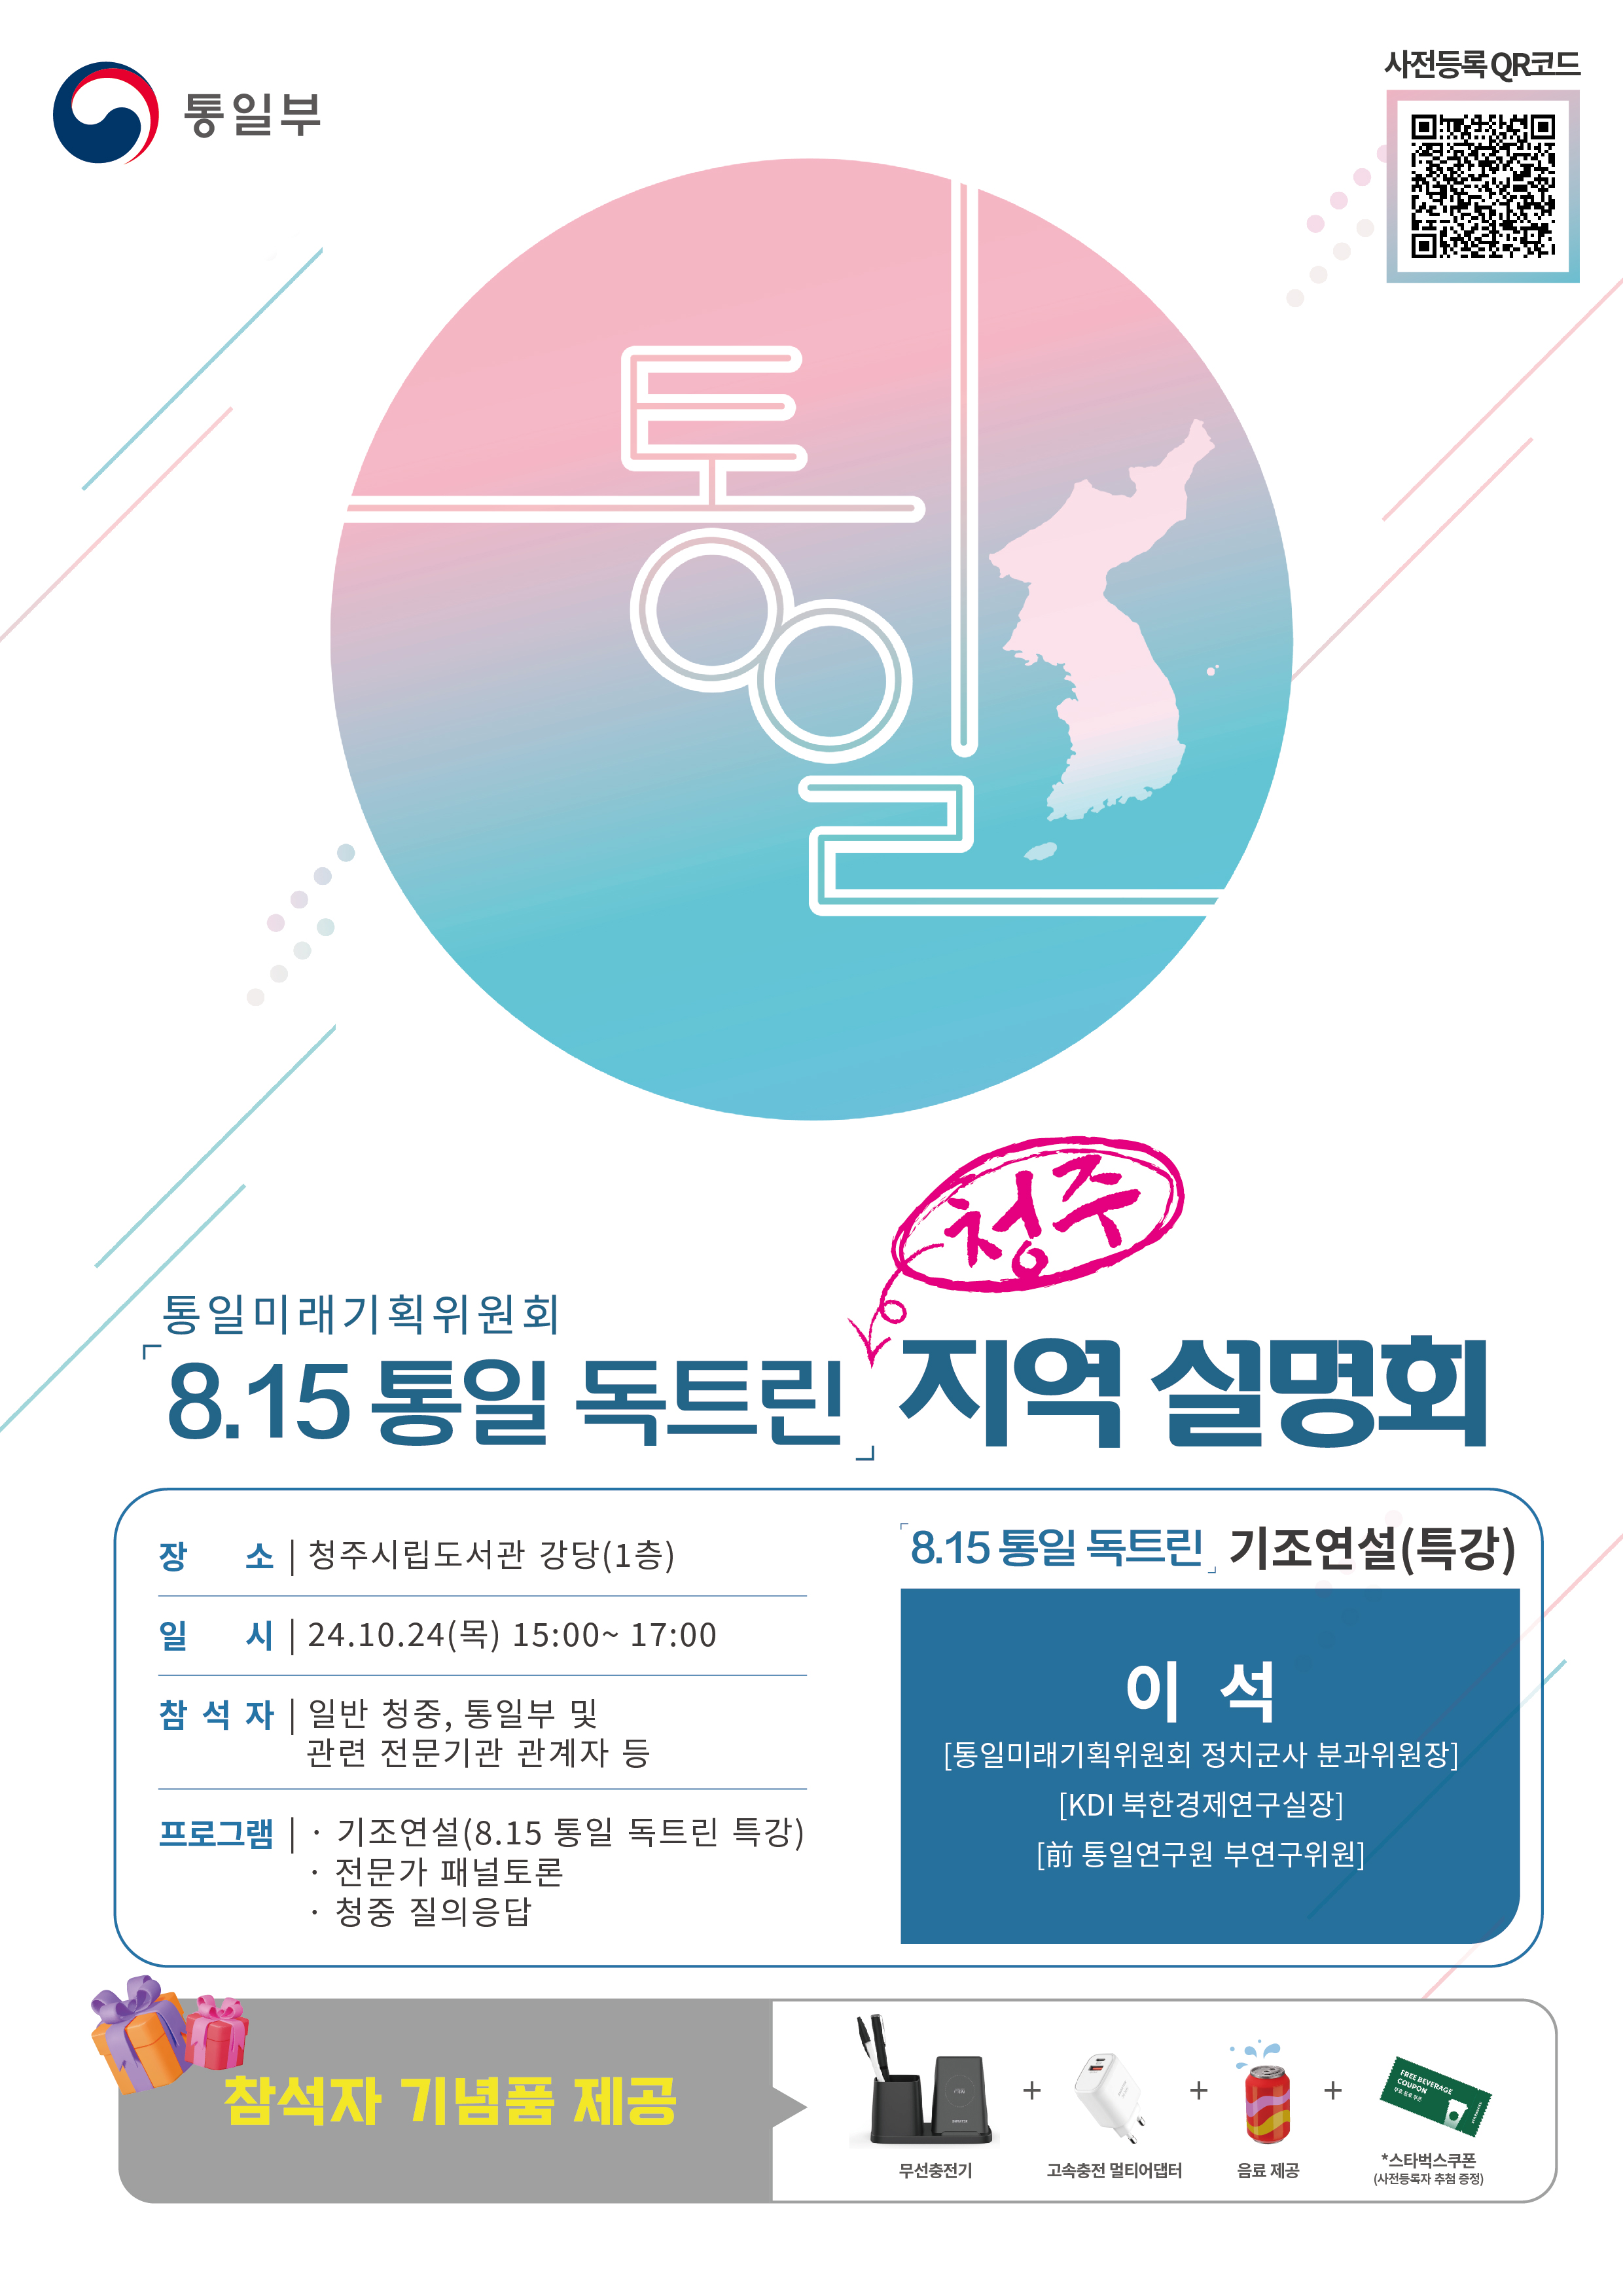 통일부
사전등록 QR코드
통일
청주
통일미래기획위원회
「8.15 통일 독트린」 지역 설명회
장 소 | 청주시립도서관 강당(1층)
일 시 | 24.10.24(목) 15:00~ 17:00
참 석 자 | 일반 청중, 통일부 및
관련 전문기관 관계자 등
프로그램 | · 기조연설(8.15 통일 독트린 특강)
· 전문가 패널토론
· 청중 질의응답
「8.15 통일 독트린」 기조연설(특강)
이 석
[통일미래기획위원회 정치군사 분과위원장]
[KDI 북한경제연구실장]
[前 통일연구원 부연구위원]
참석자 기념품 제공
+ + +
FREE BEVERAGE
COUPON
무료 음료 쿠폰
무선충전기
고속충전 멀티어댑터
음료 제공
*스타벅스쿠폰
(사전등록자 추첨 증정)